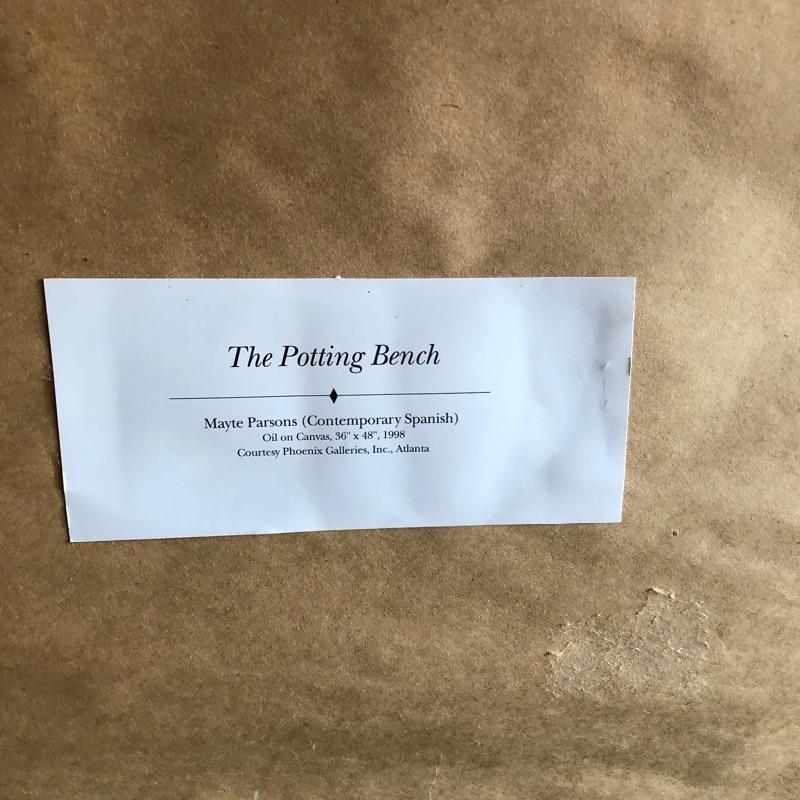 The Potting Bench
Mayte Parsons (Contemporary Spanish)
Oil on Canvas, 36" x 48", 1998
Courtesy Phoenix Galleries, Inc., Atlanta